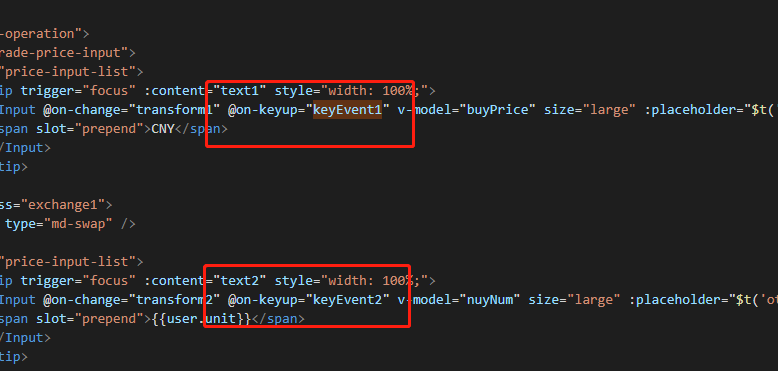 -operation">
rade-price-input">
"price-input-list">
ip trigger="focus" :content="text1" style="width: 100%;">
Input @on-change="transform1" @on-keyup="keyEvent1" v-model="buyPrice" size="large" :placeholder="$t('
span slot="prepend">CNY</span>
/Input>
tip>
ss="exchange1">
type="md-swap" />
"price-input-list">
ip trigger="focus" :content="text2" style="width: 100%;">
Input @on-change="transform2" @on-keyup="keyEvent2" v-model="nuyNum" size="large" :placeholder="$t('ot
span slot="prepend">{{user.unit}}</span>
/Input>
tip>